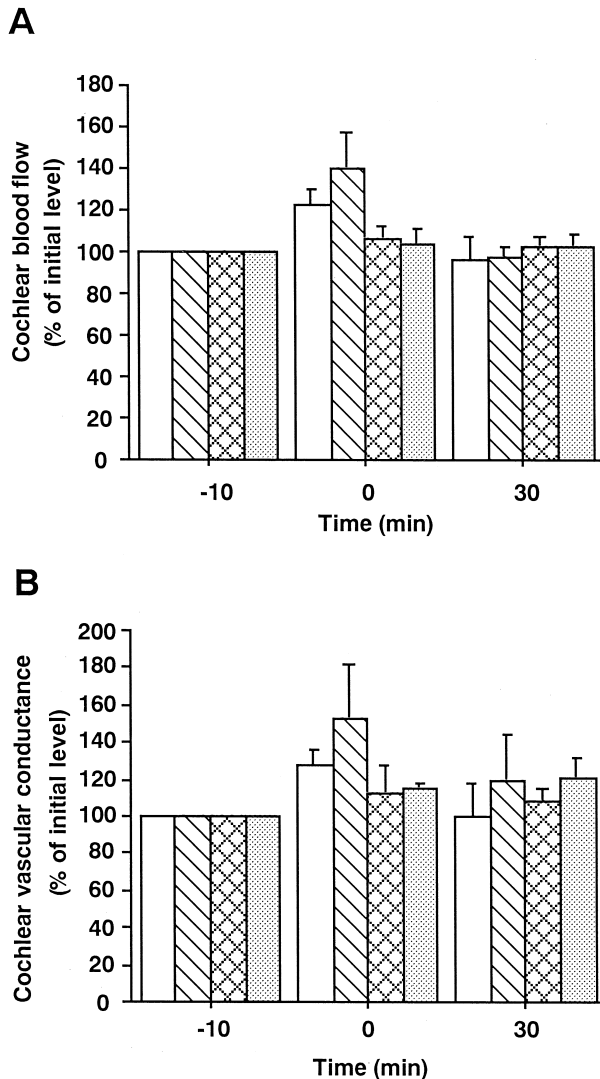 A
Cochlear blood flow
(% of initial level)
180
160
140
120
100
80
60
40
20
0
-10 0 30
Time (min)
B
Cochlear vascular conductance
(% of initial level)
200
180
160
140
120
100
80
60
40
20
0
-10 0 30
Time (min)